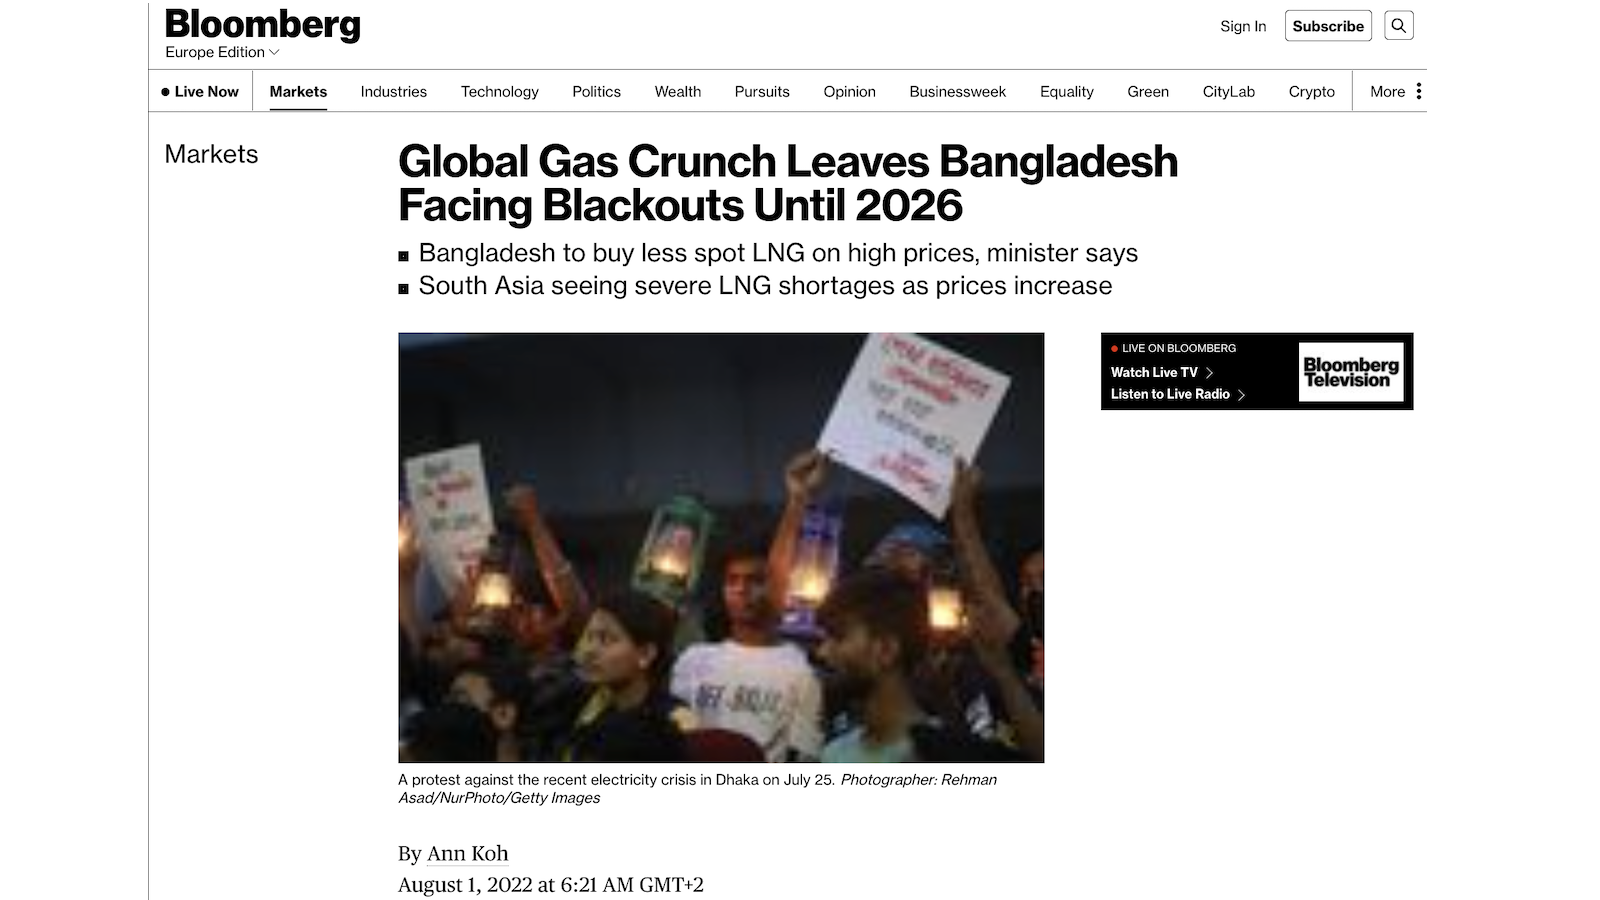 Bloomberg
Europe Edition
Sign In
Subscribe
Live Now
Markets
Industries
Technology
Politics
Wealth
Pursuits
Opinion
Businessweek
Equality
Green
CityLab
Crypto
More
Markets
Global Gas Crunch Leaves Bangladesh
Facing Blackouts Until 2026
Bangladesh to buy less spot LNG on high prices, minister says
South Asia seeing severe LNG shortages as prices increase
LIVE ON BLOOMBERG
Watch Live TV
Listen to Live Radio
Bloomberg
Television
A protest against the recent electricity crisis in Dhaka on July 25. Photographer: Rehman
Asad/NurPhoto/Getty Images
By Ann Koh
August 1, 2022 at 6:21 AM GMT+2